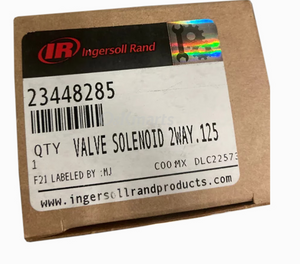 IR Ingersoll Rand
23448285
QTY VALVE SOLENOID 2WAY.125
1
F21 LABELED BY :MJ COO:MX DLC22573
www.ingersollrandproducts.com